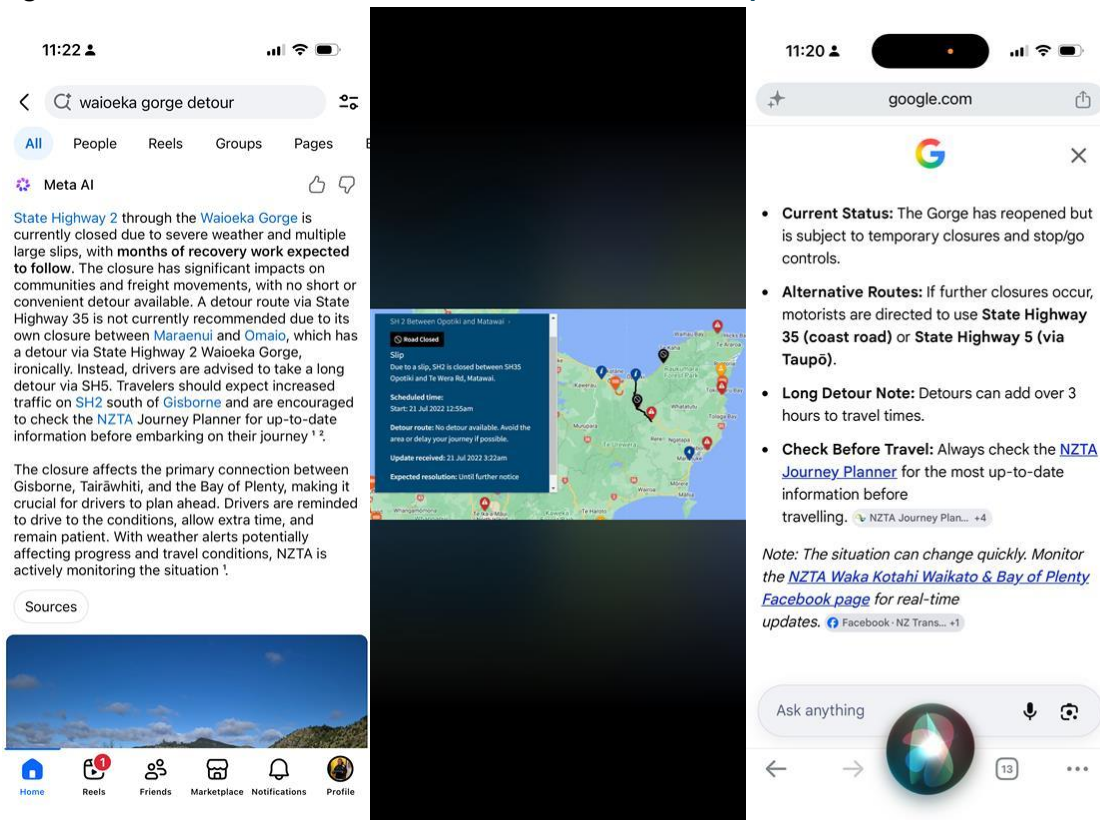 11:22
waioeka gorge detour
All People Reels Groups Pages
Meta AI
State Highway 2 through the Waioeka Gorge is
currently closed due to severe weather and multiple
large slips, with months of recovery work expected
to follow. The closure has significant impacts on
communities and freight movements, with no short or
convenient detour available. A detour route via State
Highway 35 is not currently recommended due to its
own closure between Maraenui and Omaio, which has
a detour via State Highway 2 Waioeka Gorge,
ironically. Instead, drivers are advised to take a long
detour via SH5. Travelers should expect increased
traffic on SH2 south of Gisborne and are encouraged
to check the NZTA Journey Planner for up-to-date
information before embarking on their journey ¹ ².
The closure affects the primary connection between
Gisborne, Tairāwhiti, and the Bay of Plenty, making it
crucial for drivers to plan ahead. Drivers are reminded
to drive to the conditions, allow extra time, and
remain patient. With weather alerts potentially
affecting progress and travel conditions, NZTA is
actively monitoring the situation ¹.
Sources
1
Home Reels Friends Marketplace Notifications Profile
SH 2 Between Opotiki and Matawai -
Road Closed
Slip
Due to a slip, SH2 is closed between SH35
Opotiki and Te Wera Rd, Matawai.
Scheduled time:
Start: 21 Jul 2022 12:55am
Detour route: No detour available. Avoid the
area or delay your journey if possible.
Update received: 21 Jul 2022 3:22am
Expected resolution: Until further notice
Kawerau
Murupara
Te Urewera
Whatatutu
Tolaga Bay
Te Araroa
Raukumara
Forest Park
Wairoa
Mahia
Te Haroto
11:20
google.com
Current Status: The Gorge has reopened but
is subject to temporary closures and stop/go
controls.
Alternative Routes: If further closures occur,
motorists are directed to use State Highway
35 (coast road) or State Highway 5 (via
Taupō).
Long Detour Note: Detours can add over 3
hours to travel times.
Check Before Travel: Always check the NZTA
Journey Planner for the most up-to-date
information before
travelling. NZTA Journey Plan... +4
Note: The situation can change quickly. Monitor
the NZTA Waka Kotahi Waikato & Bay of Plenty
Facebook page for real-time
updates. Facebook · NZ Trans... +1
Ask anything
13